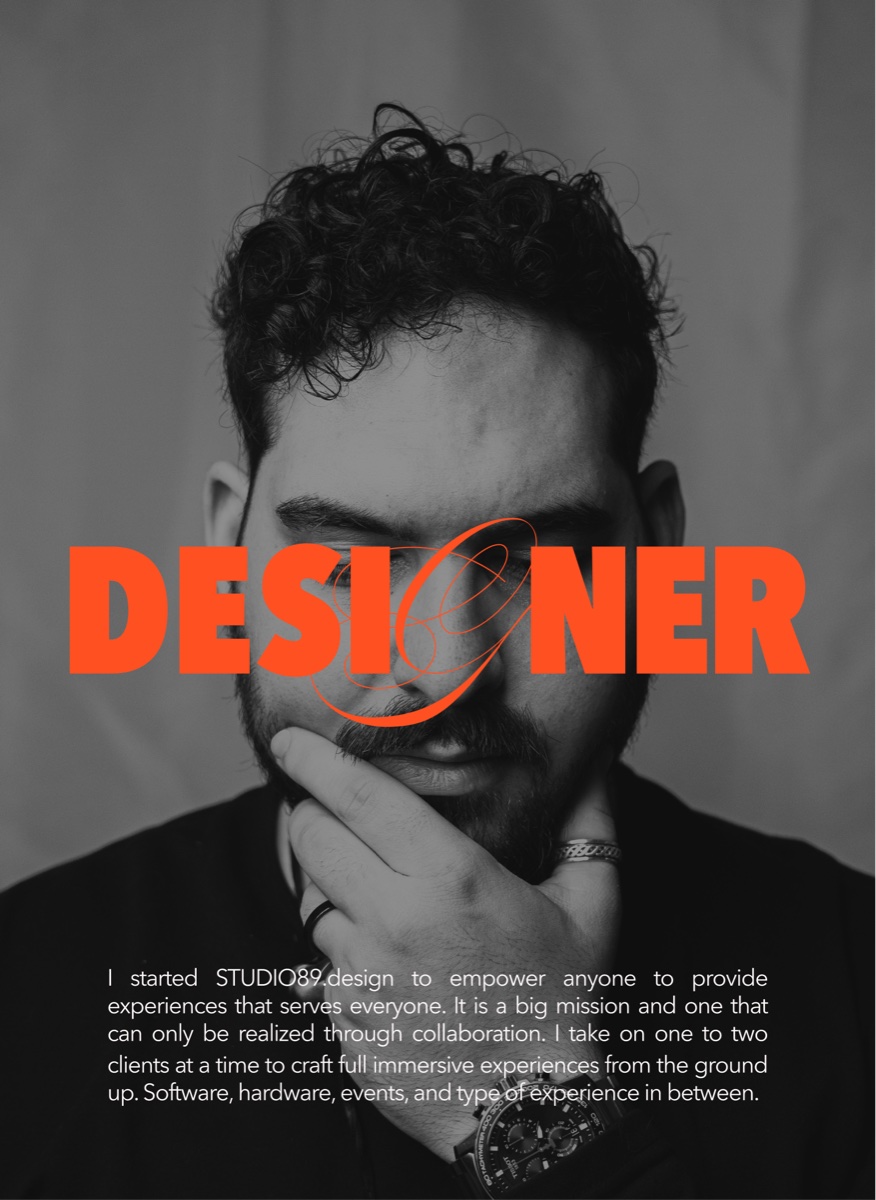 DESIGNER
I started STUDIO89.design to empower anyone to provide
experiences that serves everyone. It is a big mission and one that
can only be realized through collaboration. I take on one to two
clients at a time to craft full immersive experiences from the ground
up. Software, hardware, events, and type of experience in between.